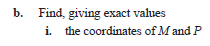 b. Find, giving exact values
i. the coordinates of M and P